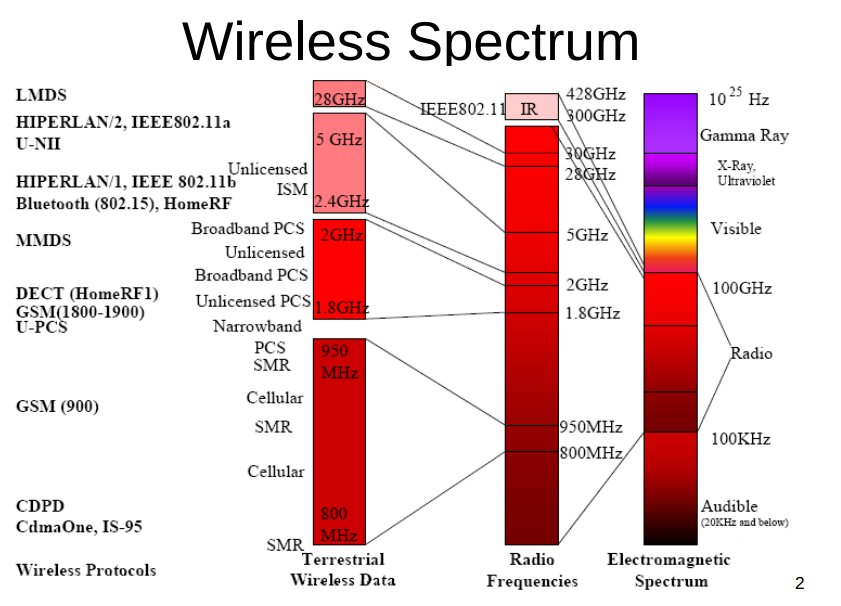 Wireless Spectrum
LMDS
HIPERLAN/2, IEEE802.11a
U-NII
HIPERLAN/1, IEEE 802.11b
Bluetooth (802.15), HomeRF
MMDS
DECT (HomeRF1)
GSM(1800-1900)
U-PCS
GSM (900)
CDPD
CdmaOne, IS-95
Wireless Protocols
Unlicensed
ISM
Broadband PCS
Unlicensed
Broadband PCS
Unlicensed PCS
Narrowband
PCS
SMR
Cellular
SMR
Cellular
SMR
28GHz
5 GHz
2.4GHz
2GHz
1.8GHz
950
MHz
800
MHz
Terrestrial
Wireless Data
IEEE802.11
IR
428GHz
300GHz
30GHz
28GHz
5GHz
2GHz
1.8GHz
950MHz
800MHz
Radio
Frequencies
10 25 Hz
Gamma Ray
X-Ray,
Ultraviolet
Visible
100GHz
Radio
100KHz
Audible
(20KHz and below)
Electromagnetic
Spectrum
2